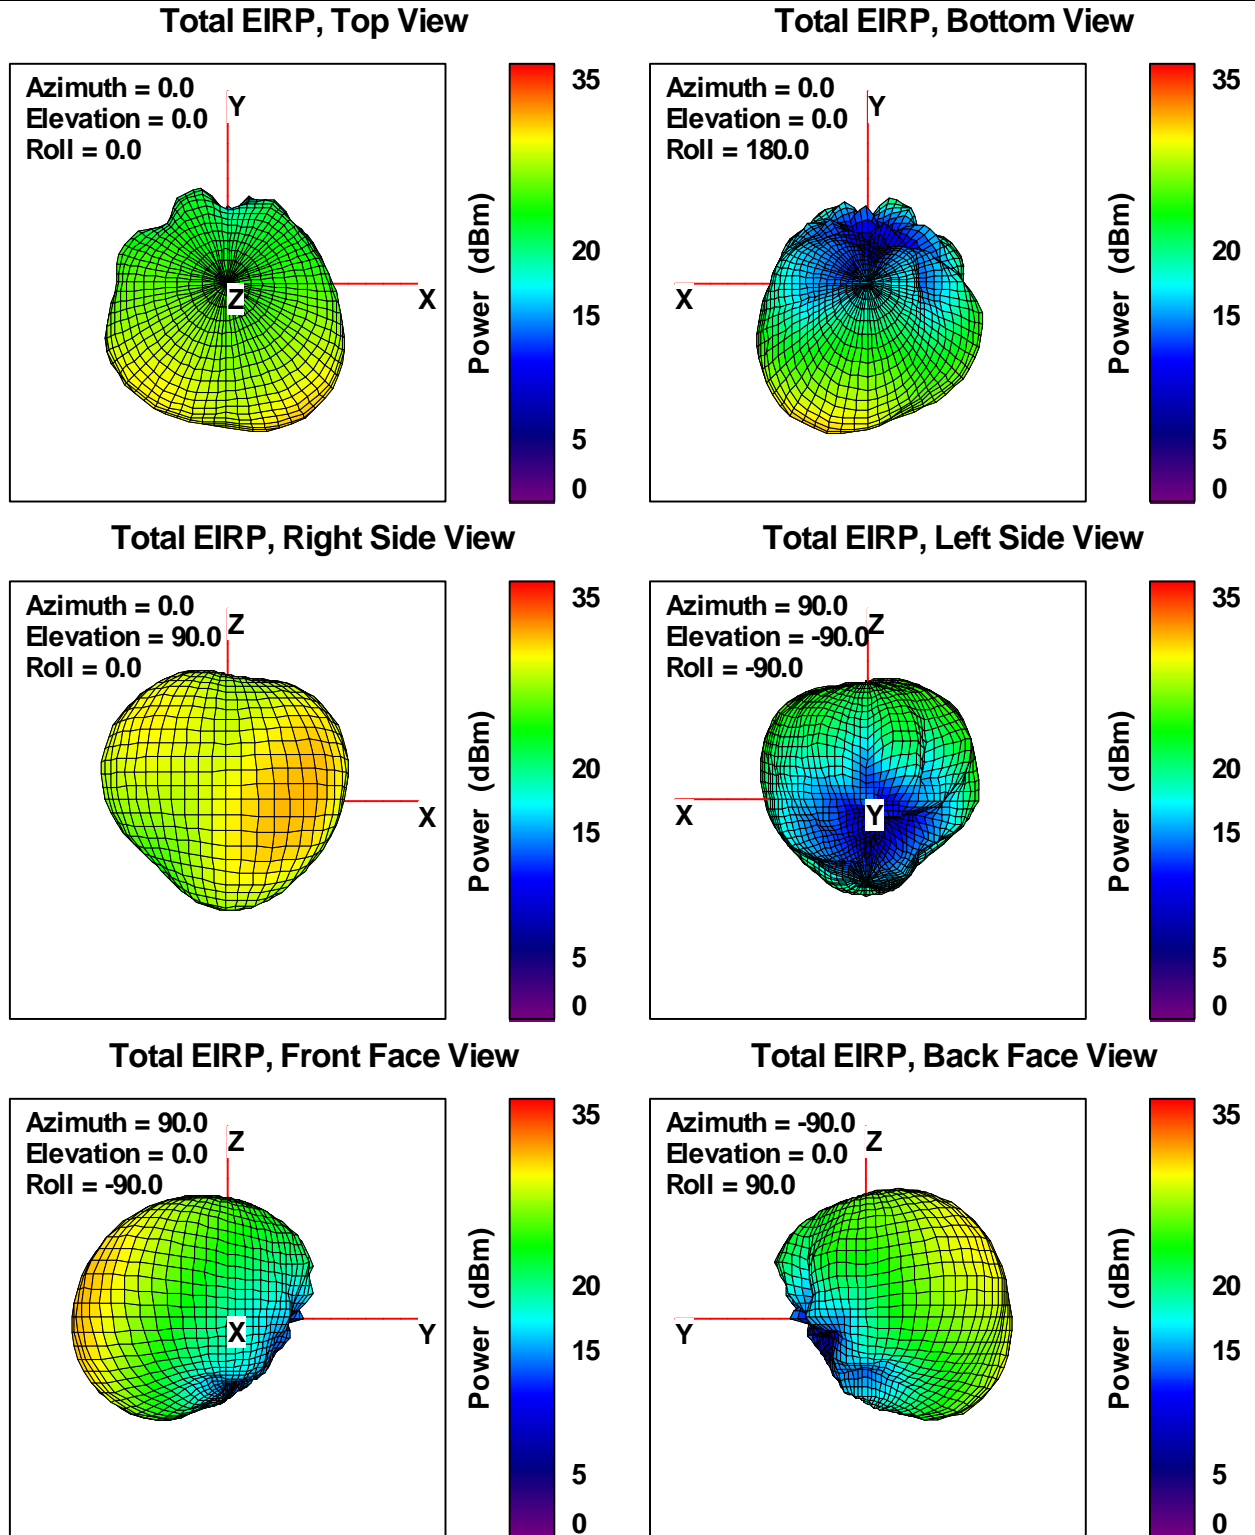 Total EIRP, Top View
Azimuth = 0.0
Elevation = 0.0
Roll = 0.0
Y
X
Z
Power (dBm)
35
20
15
5
0
Total EIRP, Bottom View
Azimuth = 0.0
Elevation = 0.0
Roll = 180.0
Y
X
Power (dBm)
35
20
15
5
0
Total EIRP, Right Side View
Azimuth = 0.0
Elevation = 90.0
Roll = 0.0
Z
X
Power (dBm)
35
20
15
5
0
Total EIRP, Left Side View
Azimuth = 90.0
Elevation = -90.0
Roll = -90.0
Z
X
Y
Power (dBm)
35
20
15
5
0
Total EIRP, Front Face View
Azimuth = 90.0
Elevation = 0.0
Roll = -90.0
Z
X
Y
Power (dBm)
35
20
15
5
0
Total EIRP, Back Face View
Azimuth = -90.0
Elevation = 0.0
Roll = 90.0
Z
Y
Power (dBm)
35
20
15
5
0